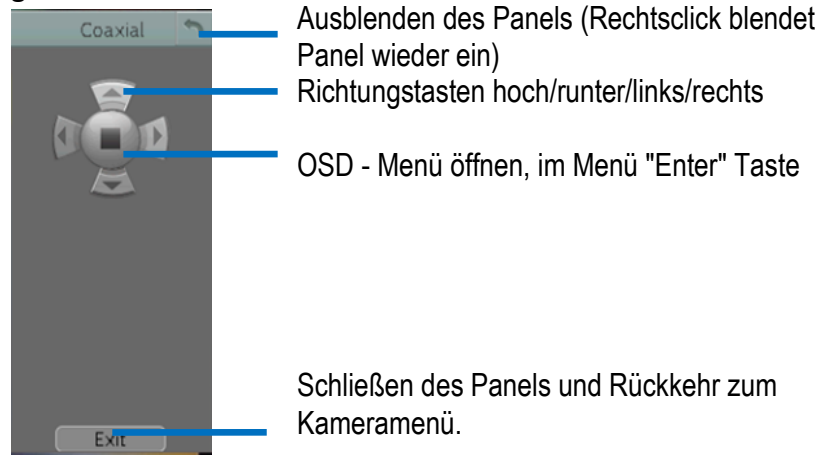 Coaxial
Ausblenden des Panels (Rechtsclick blendet
Panel wieder ein)
Richtungstasten hoch/runter/links/rechts
OSD - Menü öffnen, im Menü "Enter" Taste
Schließen des Panels und Rückkehr zum
Kameramenü.
Exit